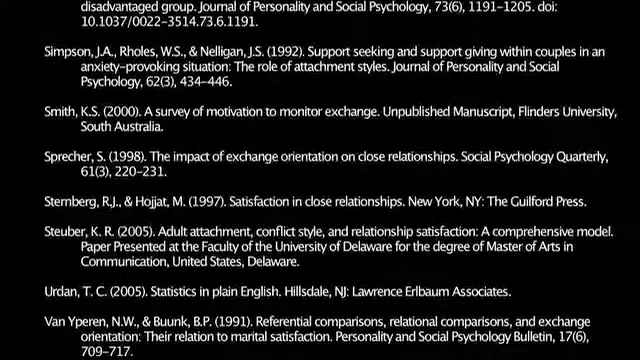 disadvantaged group. Journal of Personality and Social Psychology, 73(6), 1191–1205. doi:
10.1037/0022–3514.73.6.1191.
Simpson, J.A., Rholes, W.S., & Nelligan, J.S. (1992). Support seeking and support giving within couples in an
anxiety–provoking situation: The role of attachment styles. Journal of Personality and Social
Psychology, 62(3), 434–446.
Smith, K.S. (2000). A survey of motivation to monitor exchange. Unpublished Manuscript, Flinders University,
South Australia.
Sprecher, S. (1998). The impact of exchange orientation on close relationships. Social Psychology Quarterly,
61(3), 220–231.
Sternberg, R.J., & Hojjat, M. (1997). Satisfaction in close relationships. New York, NY: The Guilford Press.
Steuber, K. R. (2005). Adult attachment, conflict style, and relationship satisfaction: A comprehensive model.
Paper Presented at the Faculty of the University of Delaware for the degree of Master of Arts in
Communication, United States, Delaware.
Urdan, T. C. (2005). Statistics in plain English. Hillsdale, NJ: Lawrence Erlbaum Associates.
Van Yperen, N.W., & Buunk, B.P. (1991). Referential comparisons, relational comparisons, and exchange
orientation: Their relation to marital satisfaction. Personality and Social Psychology Bulletin, 17(6),
709–717.